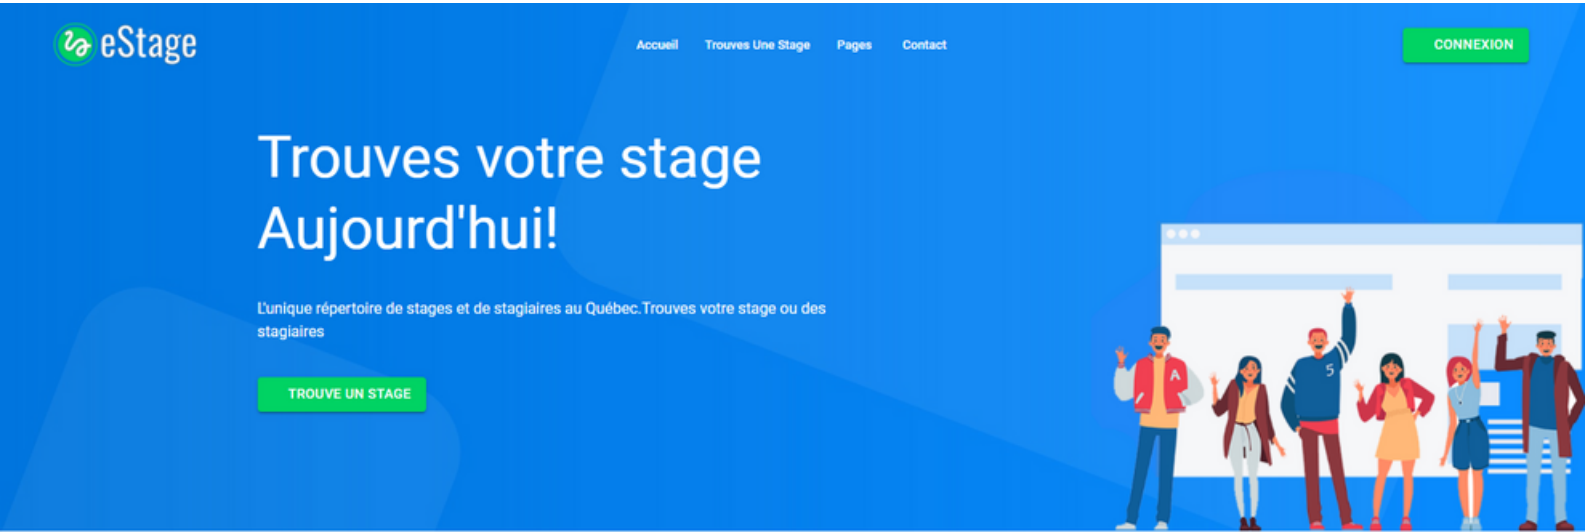 eStage
Accueil Trouves Une Stage Pages Contact
CONNEXION
Trouves votre stage
Aujourd'hui!
L'unique répertoire de stages et de stagiaires au Québec.Trouves votre stage ou des
stagiaires
TROUVE UN STAGE
A
5